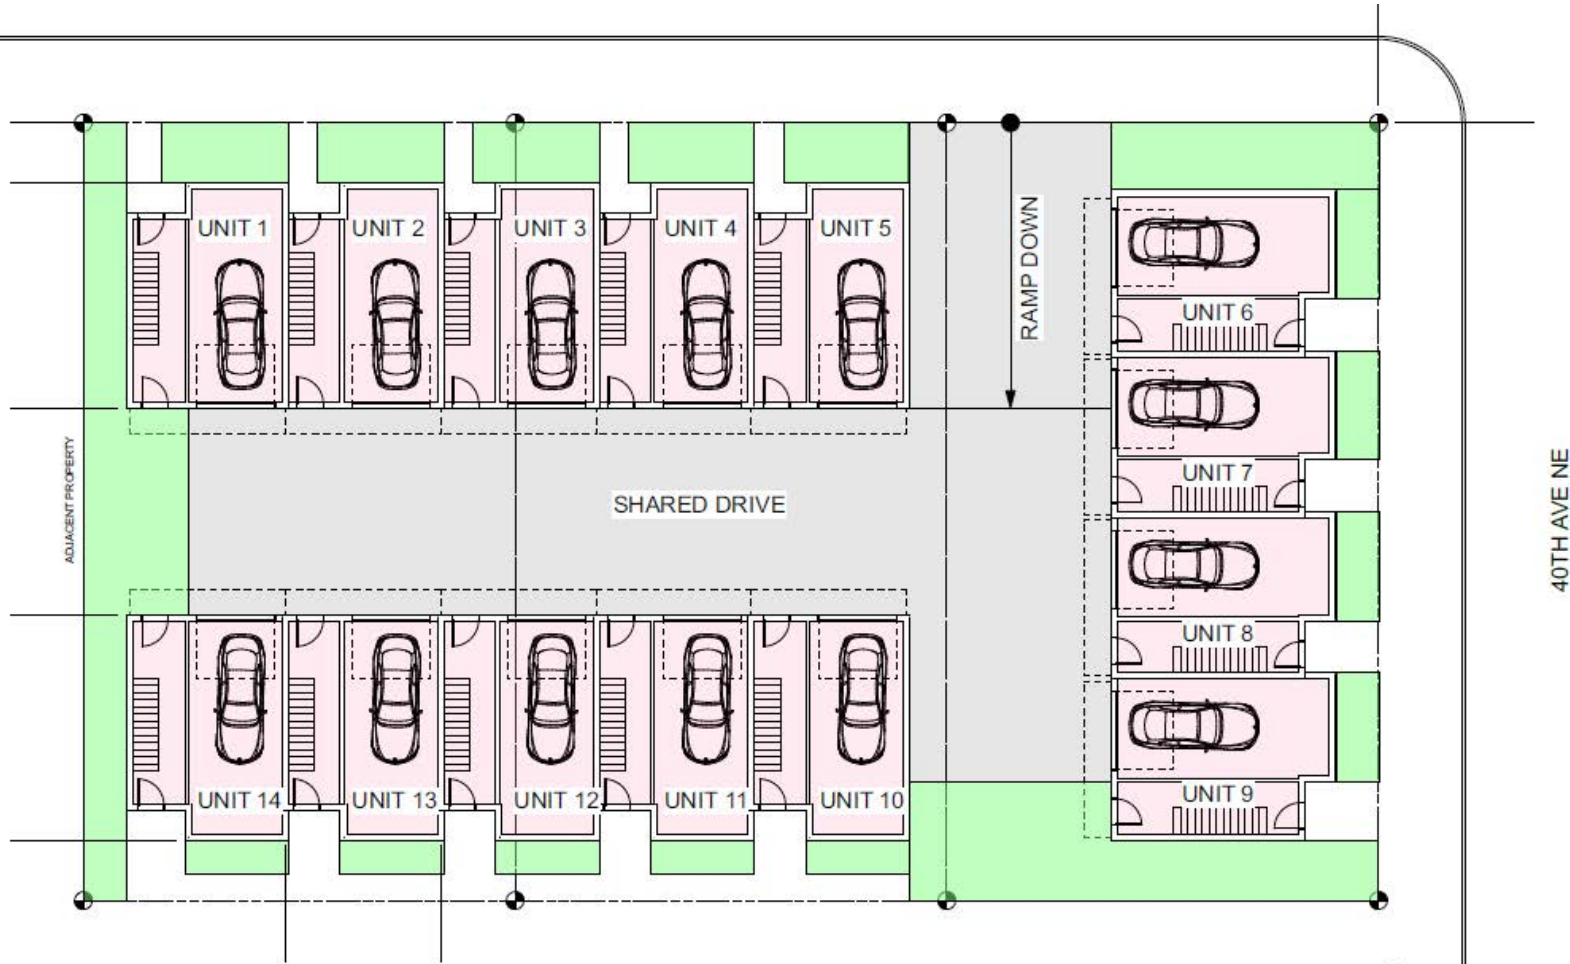 UNIT 1
UNIT 2
UNIT 3
UNIT 4
UNIT 5
RAMP DOWN
UNIT 6
UNIT 7
ADJACENT PROPERTY
SHARED DRIVE
40TH AVE NE
UNIT 8
UNIT 14
UNIT 13
UNIT 12
UNIT 11
UNIT 10
UNIT 9